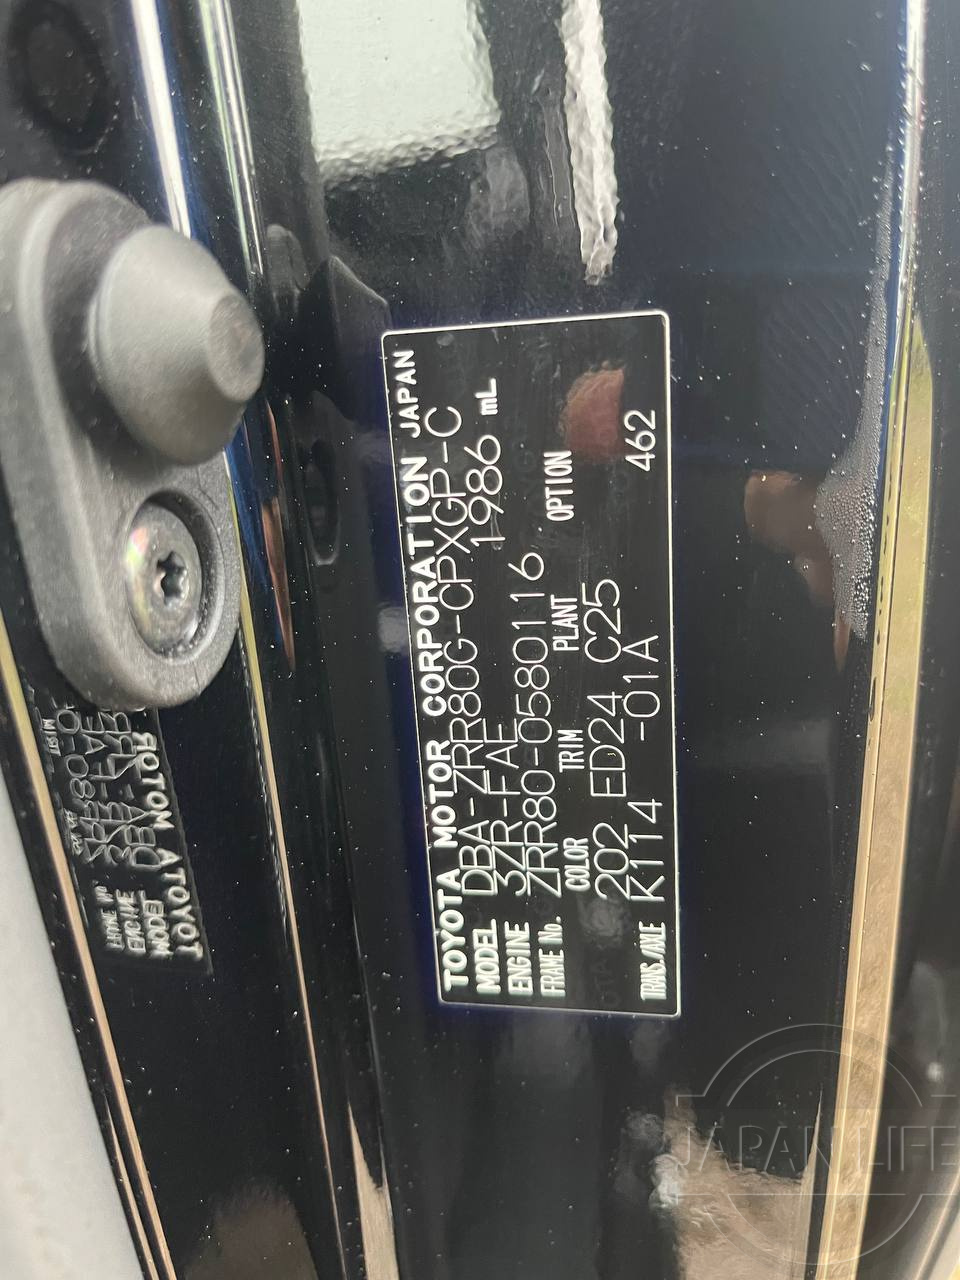 TOYOTA MOTOR CORPORATION JAPAN
MODEL DBA-ZRR80G-CPXGP-C
ENGINE 3ZR-FAE 1986 mL
FRAME No. ZRR80-0580116
COLOR TRIM PLANT OPTION
202 ED24 C25 462
TRANS./AXLE K114 -01A
JAPAN LIFE